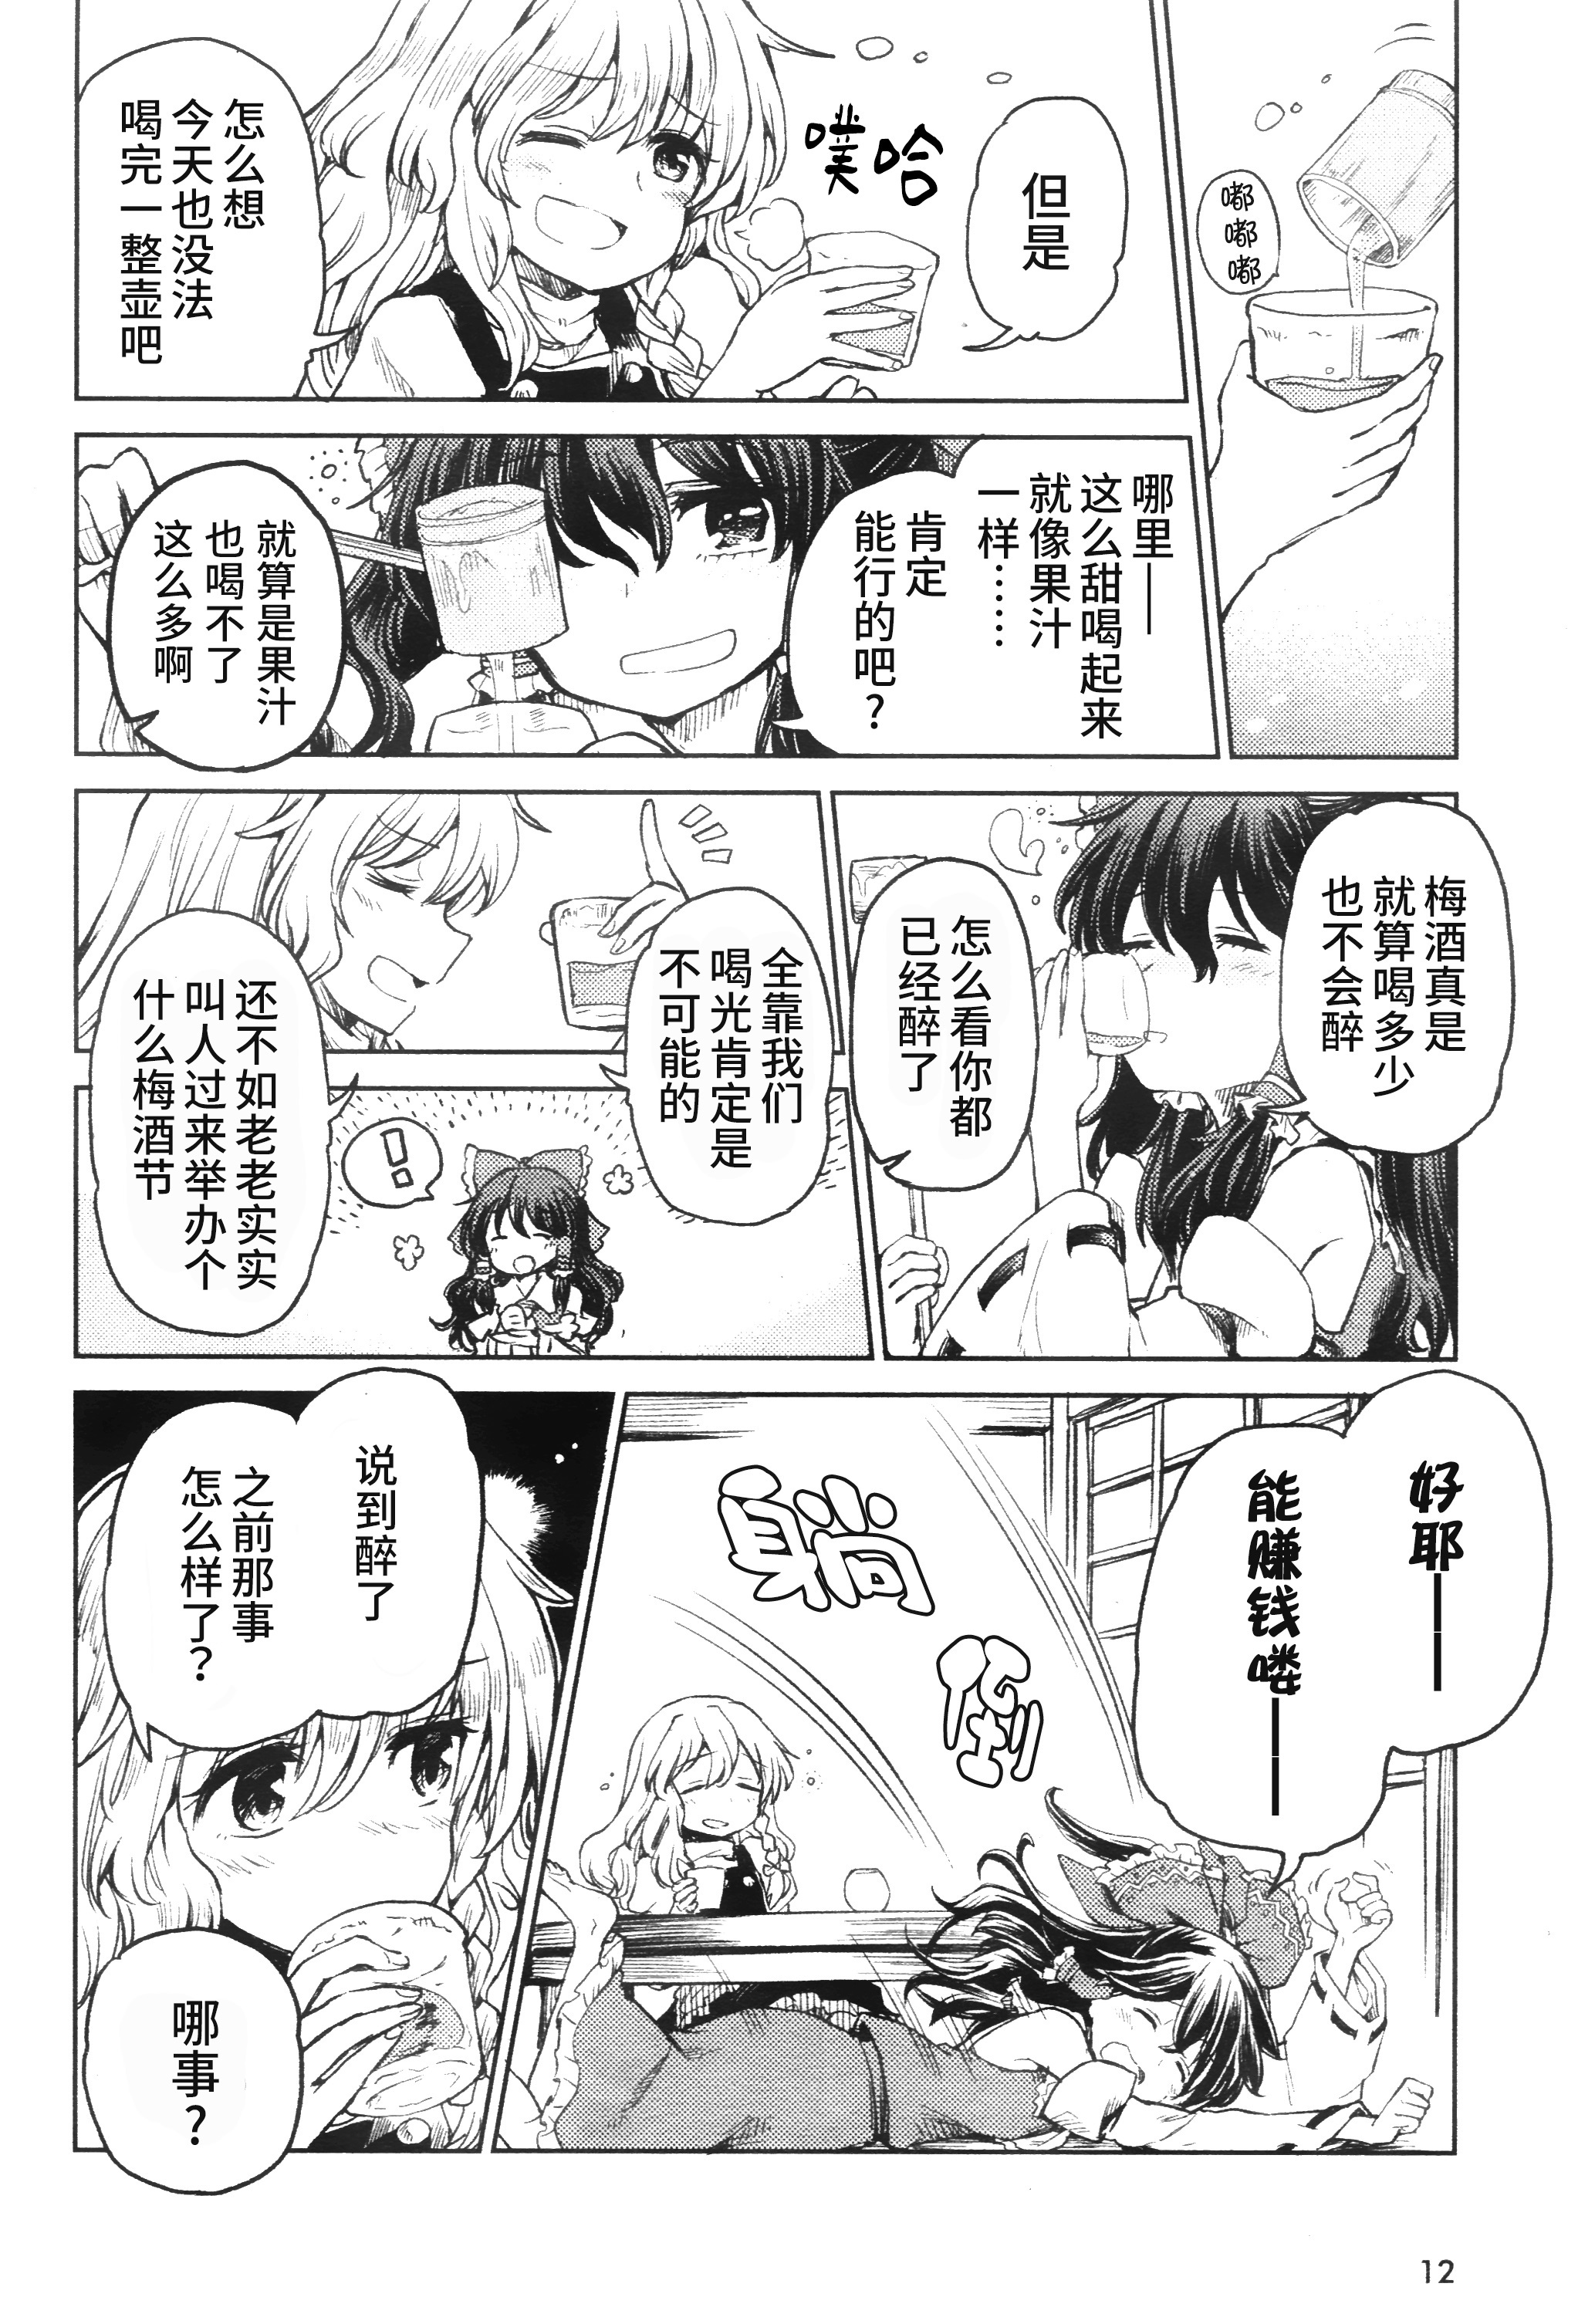 嘟
嘟
嘟
但是
噗哈
怎么想
今天也没法
喝完一整壶吧
哪里——
这么甜喝起来
就像果汁
一样……
肯定
能行的吧？
就算是果汁
也喝不了
这么多啊
梅酒真是
就算喝多少
也不会醉
怎么看你都
已经醉了
全靠我们
喝光肯定是
不可能的
还不如老老实实
叫人过来举办个
什么梅酒节
！
好耶——
能赚钱喽——
躺
倒
说到醉了
之前那事
怎么样了？
哪事？
12